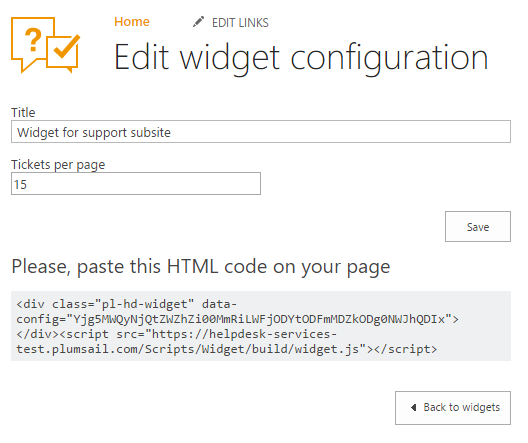 Home EDIT LINKS
Edit widget configuration
Title
Widget for support subsite
Tickets per page
15
Save
Please, paste this HTML code on your page
<div class="pl-hd-widget" data-
config="Yjg5MWQyNjQtZWZhZi00MmRiLWFjODYtODFmMDZkODg0NWJhQDIx">
</div><script src="https://helpdesk-services-
test.plumsail.com/Scripts/Widget/build/widget.js"></script>
Back to widgets